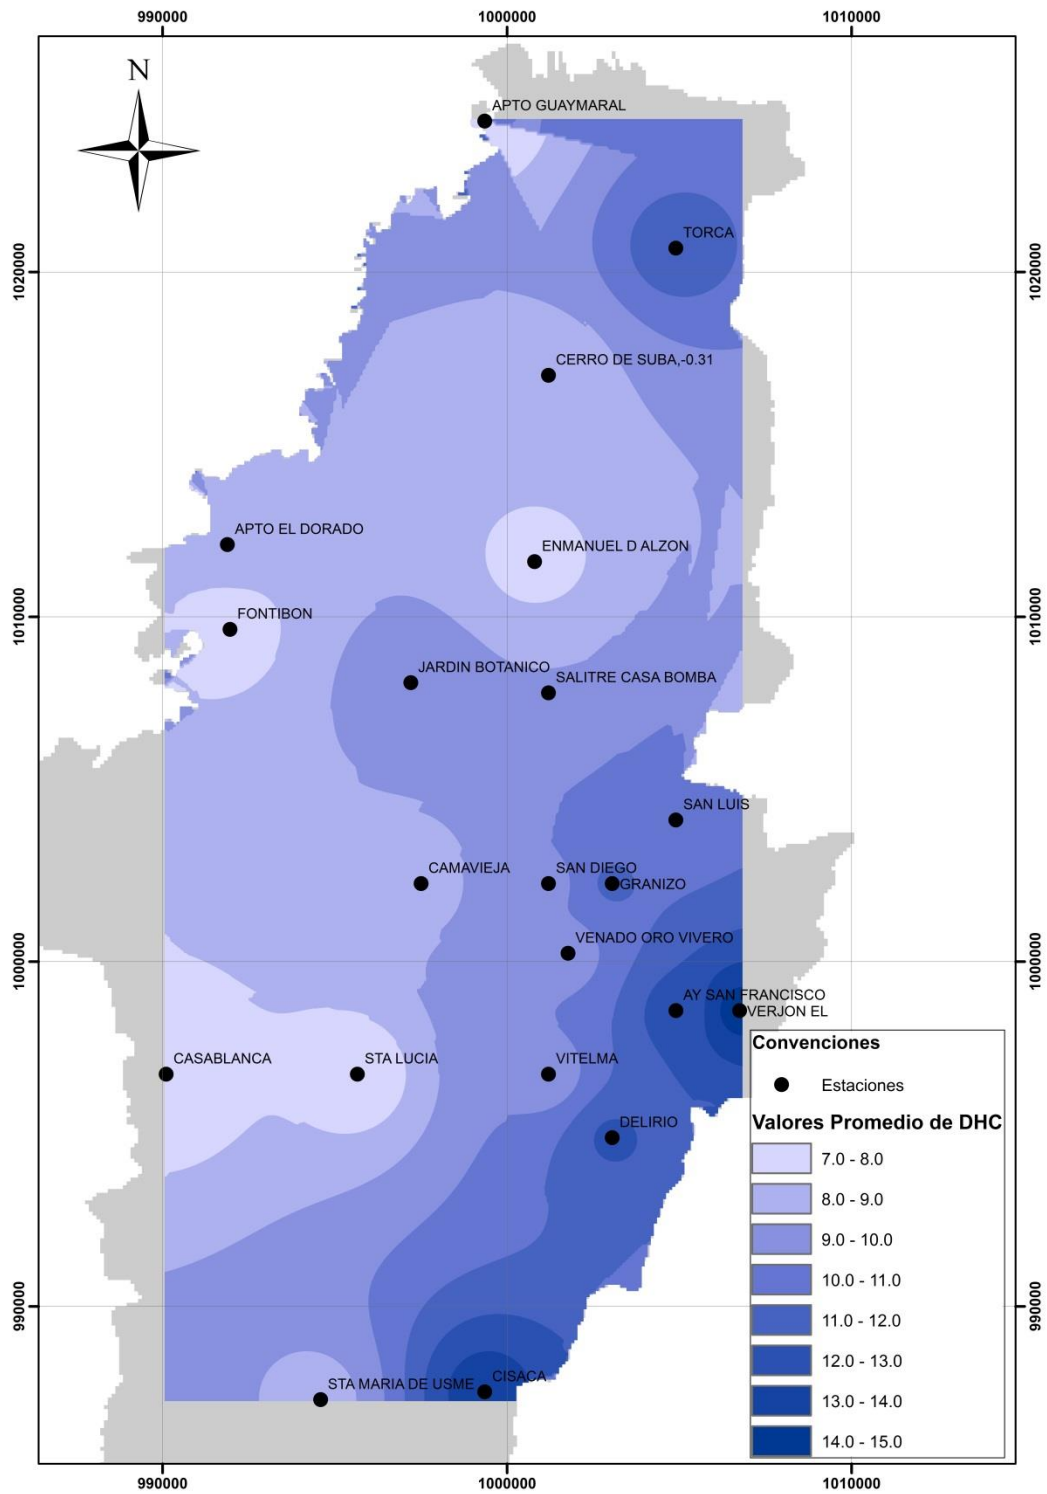 990000
1000000
1010000
N
APTO GUAYMARAL
TORCA
1020000
1020000
CERRO DE SUBA,-0.31
APTO EL DORADO
ENMANUEL D ALZON
FONTIBON
1010000
1010000
JARDIN BOTANICO
SALITRE CASA BOMBA
SAN LUIS
CAMAVIEJA
SAN DIEGO
GRANIZO
VENADO ORO VIVERO
1000000
1000000
AY SAN FRANCISCO
VERJON EL
CASABLANCA
STA LUCIA
VITELMA
DELIRIO
990000
990000
STA MARIA DE USME
CISACA
Convenciones
Estaciones
Valores Promedio de DHC
7.0 - 8.0
8.0 - 9.0
9.0 - 10.0
10.0 - 11.0
11.0 - 12.0
12.0 - 13.0
13.0 - 14.0
14.0 - 15.0
990000
1000000
1010000